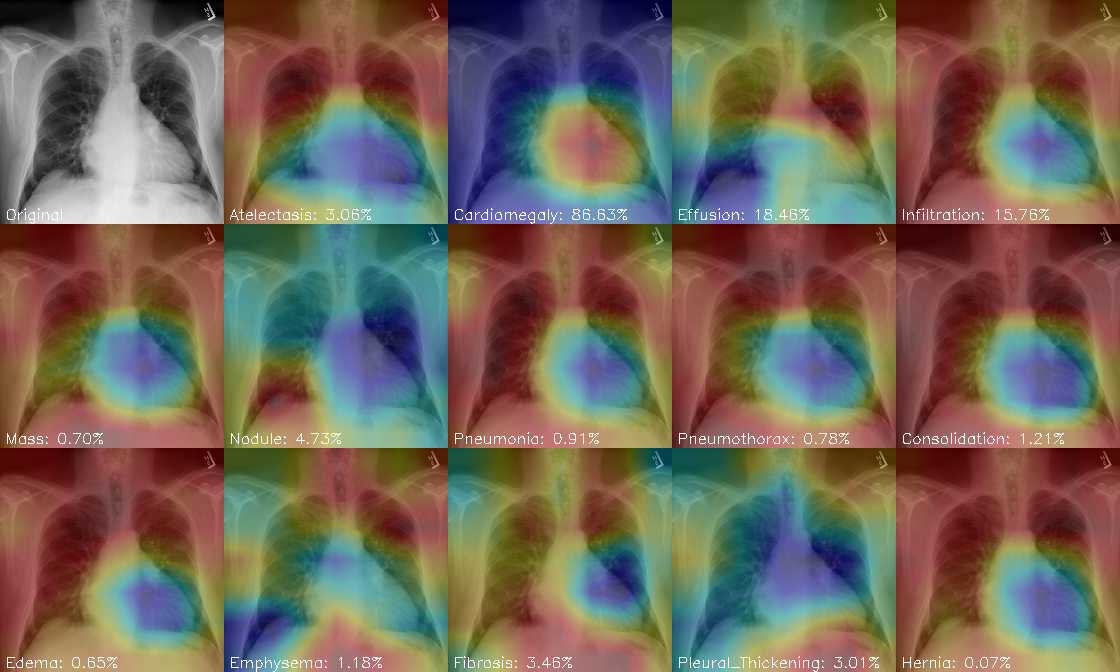 Original
Atelectasis: 3.06%
Cardiomegaly: 86.63%
Effusion: 18.46%
Infiltration: 15.76%
Mass: 0.70%
Nodule: 4.73%
Pneumonia: 0.91%
Pneumothorax: 0.78%
Consolidation: 1.21%
Edema: 0.65%
Emphysema: 1.18%
Fibrosis: 3.46%
Pleural_Thickening: 3.01%
Hernia: 0.07%